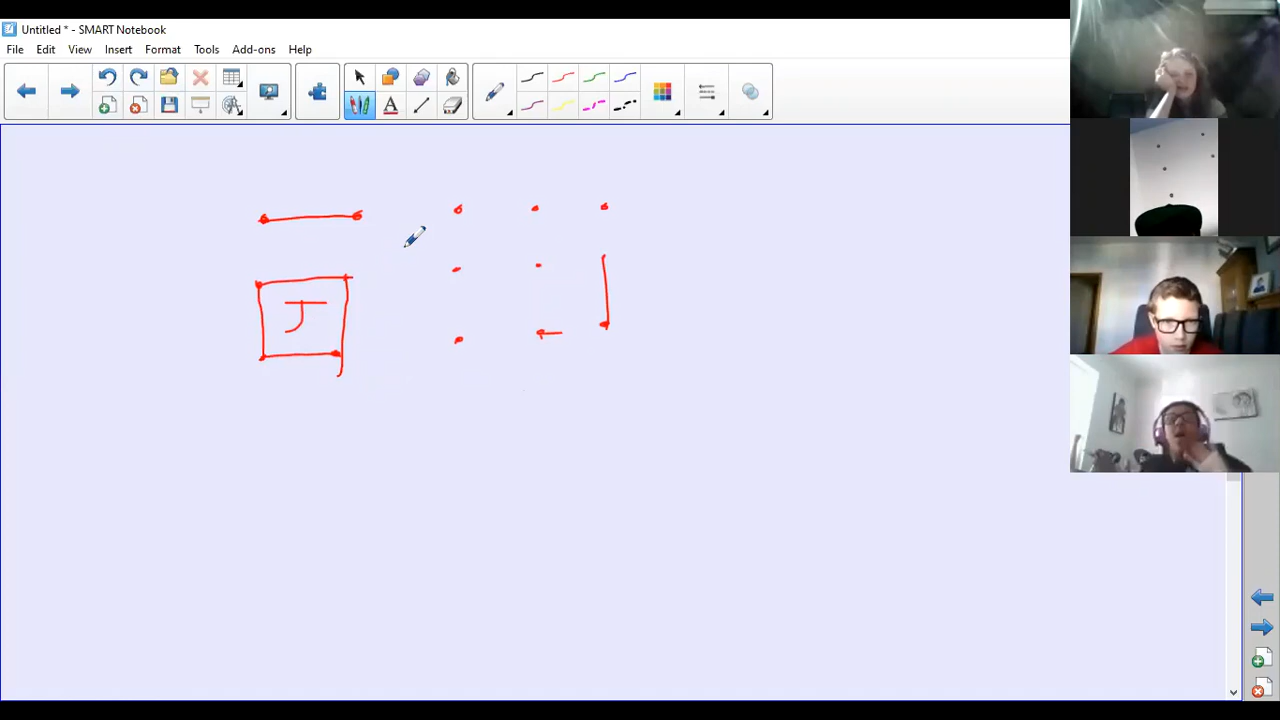 Untitled * - SMART Notebook
File Edit View Insert Format Tools Add-ons Help
J